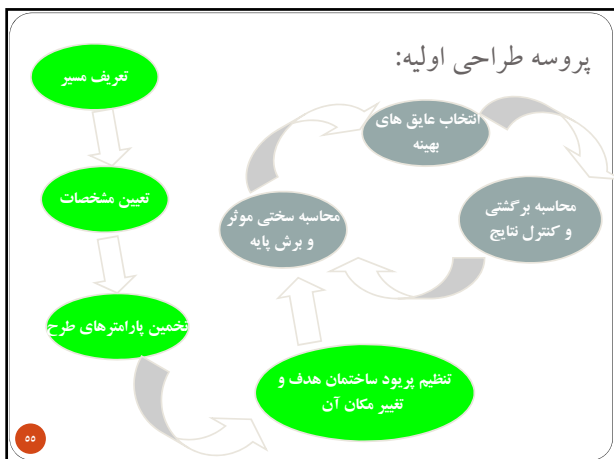 پروسه طراحی اولیه:
تعریف مسیر
تعیین مشخصات
تخمین پارامترهای طرح
تنظیم پریود ساختمان هدف و
تغییر مکان آن
محاسبه سختی موثر
و برش پایه
انتخاب عایق های
بهینه
محاسبه برگشتی
و کنترل نتایج
۵۵